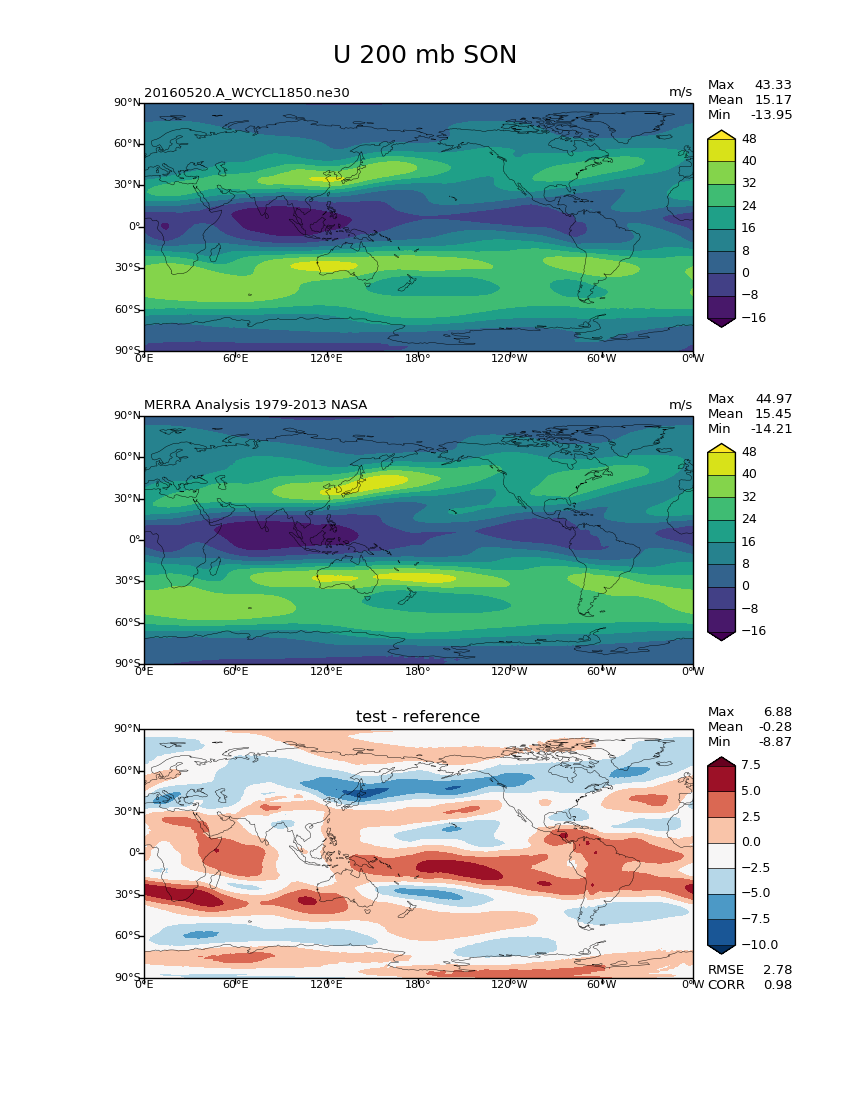 U 200 mb SON
20160520.A_WCYCL1850.ne30 m/s
Max 43.33
Mean 15.17
Min -13.95
90°N
60°N
30°N
0°
30°S
60°S
90°S
0°E 60°E 120°E 180° 120°W 60°W 0°W
48
40
32
24
16
8
0
−8
−16
MERRA Analysis 1979-2013 NASA m/s
Max 44.97
Mean 15.45
Min -14.21
90°N
60°N
30°N
0°
30°S
60°S
90°S
0°E 60°E 120°E 180° 120°W 60°W 0°W
48
40
32
24
16
8
0
−8
−16
test - reference
Max 6.88
Mean -0.28
Min -8.87
90°N
60°N
30°N
0°
30°S
60°S
90°S
0°E 60°E 120°E 180° 120°W 60°W 0°W
7.5
5.0
2.5
0.0
−2.5
−5.0
−7.5
−10.0
RMSE 2.78
CORR 0.98